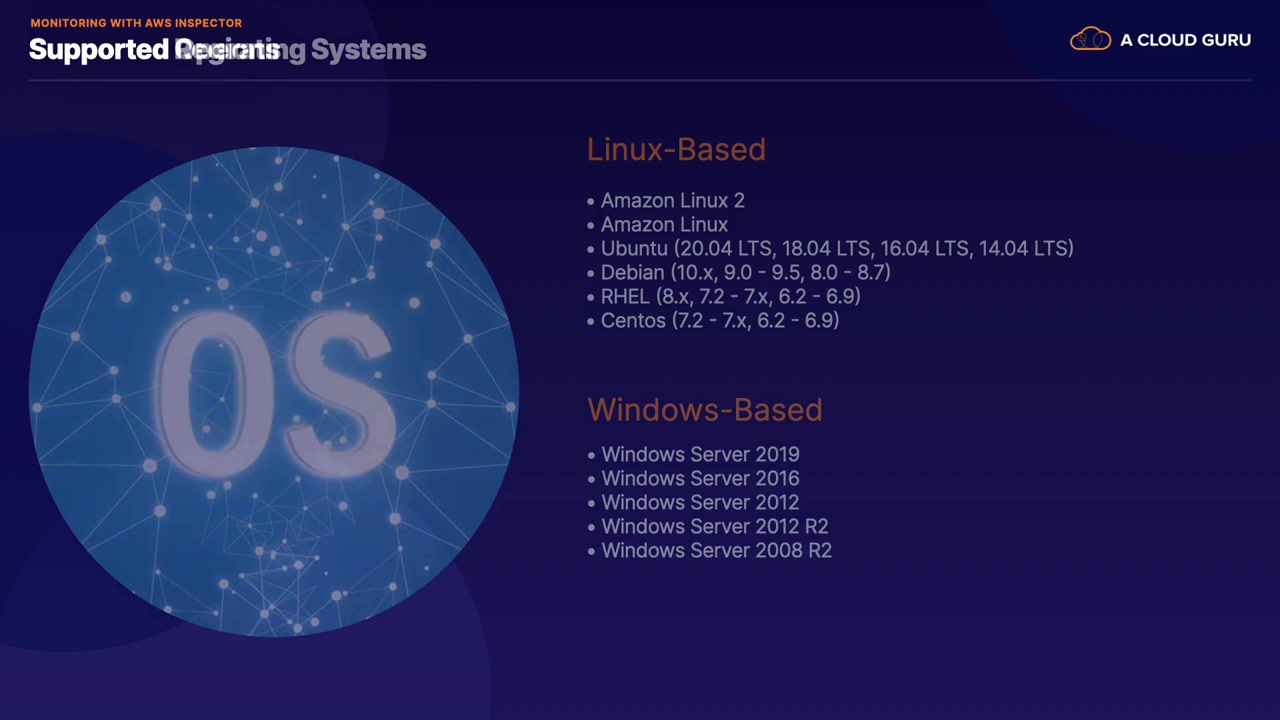 MONITORING WITH AWS INSPECTOR
Supported Operating Systems
A CLOUD GURU
Linux-Based
• Amazon Linux 2
• Amazon Linux
• Ubuntu (20.04 LTS, 18.04 LTS, 16.04 LTS, 14.04 LTS)
• Debian (10.x, 9.0 - 9.5, 8.0 - 8.7)
• RHEL (8.x, 7.2 - 7.x, 6.2 - 6.9)
• Centos (7.2 - 7.x, 6.2 - 6.9)
OS
Windows-Based
• Windows Server 2019
• Windows Server 2016
• Windows Server 2012
• Windows Server 2012 R2
• Windows Server 2008 R2